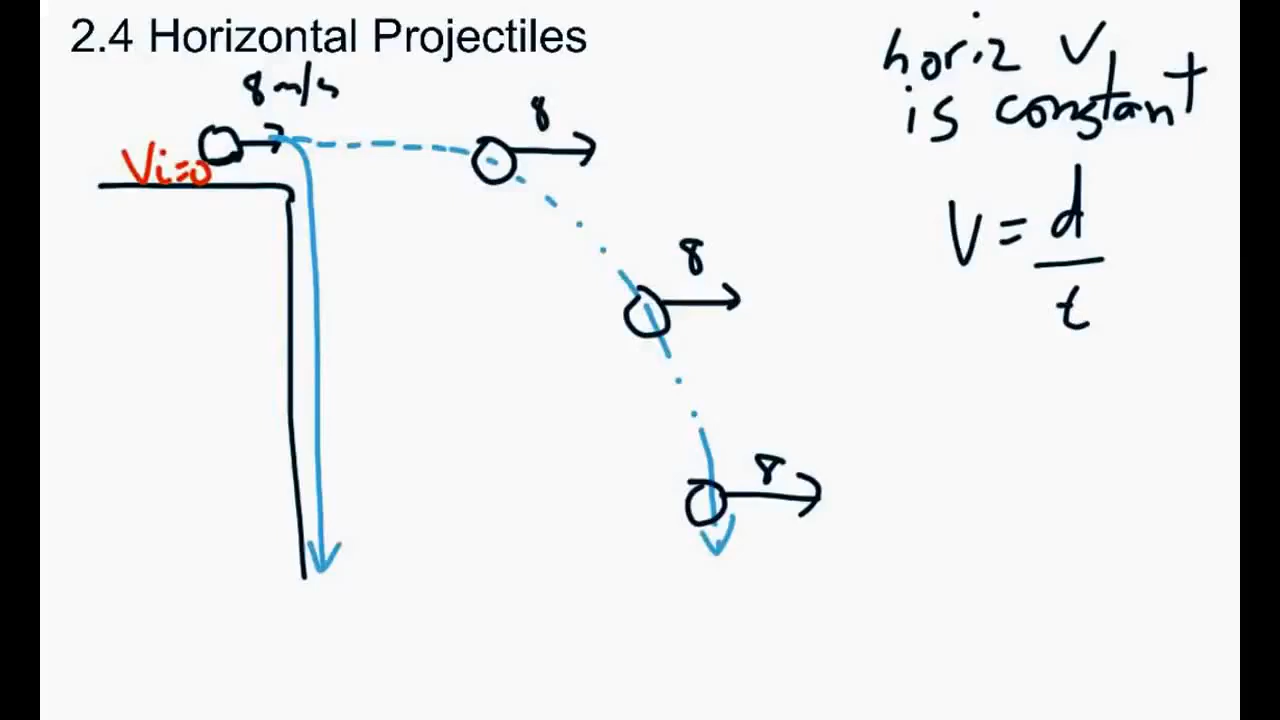 2.4 Horizontal Projectiles
horiz V
is constant
8 m/s
8
Vi=0
V = d
t
8
8